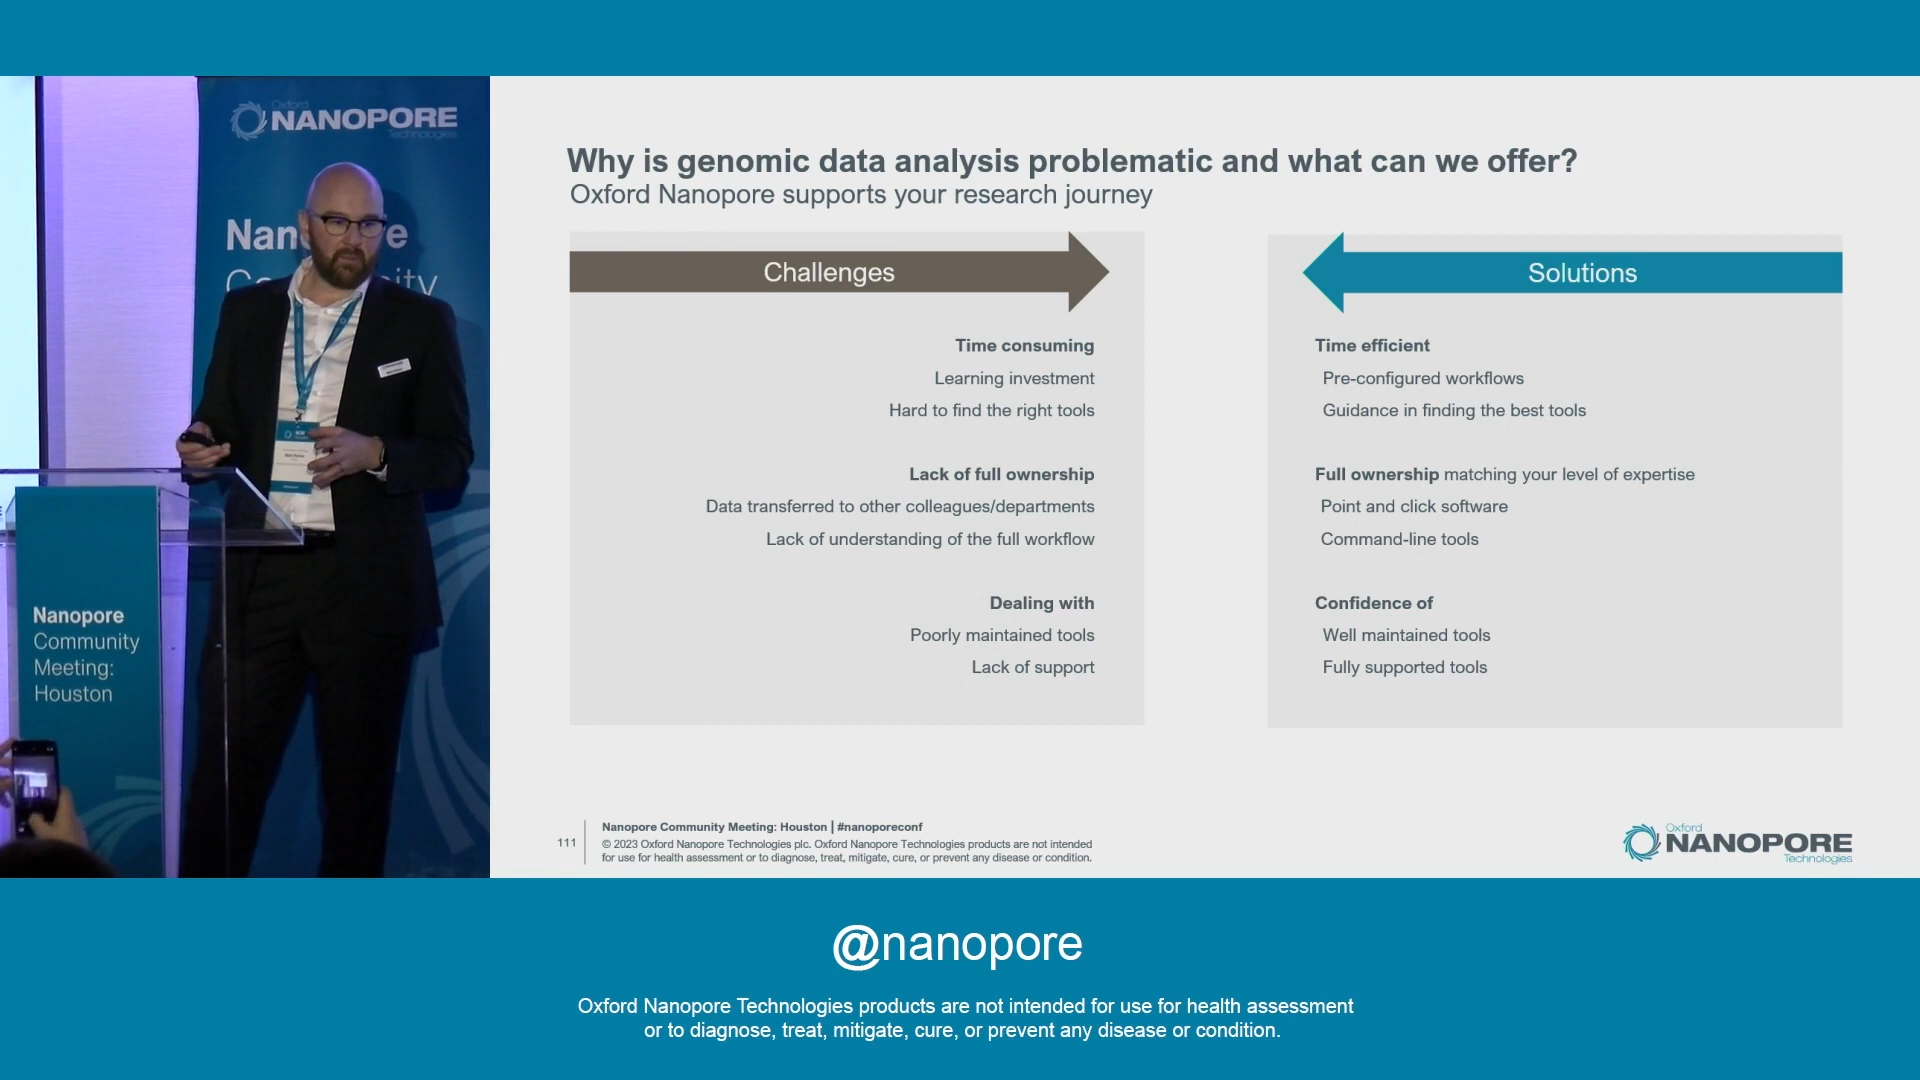 Oxford
NANOPORE
Technologies
Nanopore
Community
Meeting:
Houston
Why is genomic data analysis problematic and what can we offer?
Oxford Nanopore supports your research journey
Challenges
Time consuming
Learning investment
Hard to find the right tools
Lack of full ownership
Data transferred to other colleagues/departments
Lack of understanding of the full workflow
Dealing with
Poorly maintained tools
Lack of support
Solutions
Time efficient
Pre-configured workflows
Guidance in finding the best tools
Full ownership matching your level of expertise
Point and click software
Command-line tools
Confidence of
Well maintained tools
Fully supported tools
111
Nanopore Community Meeting: Houston | #nanoporeconf
© 2023 Oxford Nanopore Technologies plc. Oxford Nanopore Technologies products are not intended
for use for health assessment or to diagnose, treat, mitigate, cure, or prevent any disease or condition.
Oxford
NANOPORE
Technologies
@nanopore
Oxford Nanopore Technologies products are not intended for use for health assessment
or to diagnose, treat, mitigate, cure, or prevent any disease or condition.